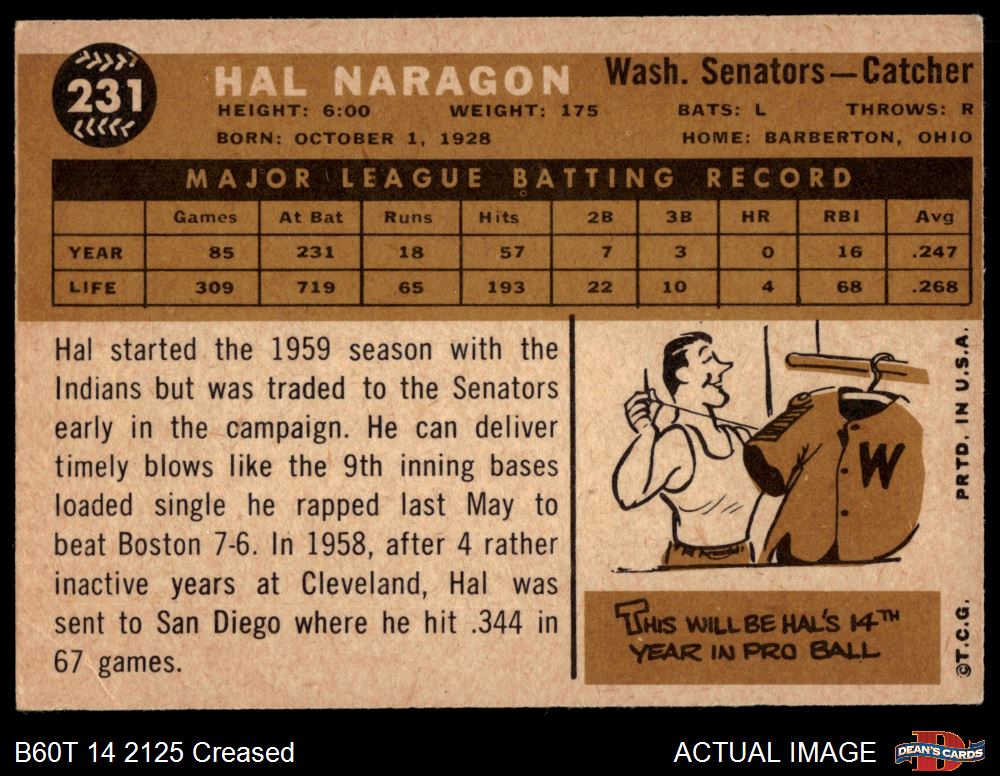 231
HAL NARAGON
Wash. Senators—Catcher
HEIGHT: 6:00 WEIGHT: 175 BATS: L THROWS: R
BORN: OCTOBER 1, 1928 HOME: BARBERTON, OHIO
MAJOR LEAGUE BATTING RECORD
Games At Bat Runs Hits 2B 3B HR RBI Avg
YEAR 85 231 18 57 7 3 0 16 .247
LIFE 309 719 65 193 22 10 4 68 .268
Hal started the 1959 season with the
Indians but was traded to the Senators
early in the campaign. He can deliver
timely blows like the 9th inning bases
loaded single he rapped last May to
beat Boston 7-6. In 1958, after 4 rather
inactive years at Cleveland, Hal was
sent to San Diego where he hit .344 in
67 games.
W
THIS WILL BE HAL'S 14TH
YEAR IN PRO BALL
PRTD. IN U.S.A.
©T.C.G.
B60T 14 2125 Creased
ACTUAL IMAGE
D
DEAN'S CARDS